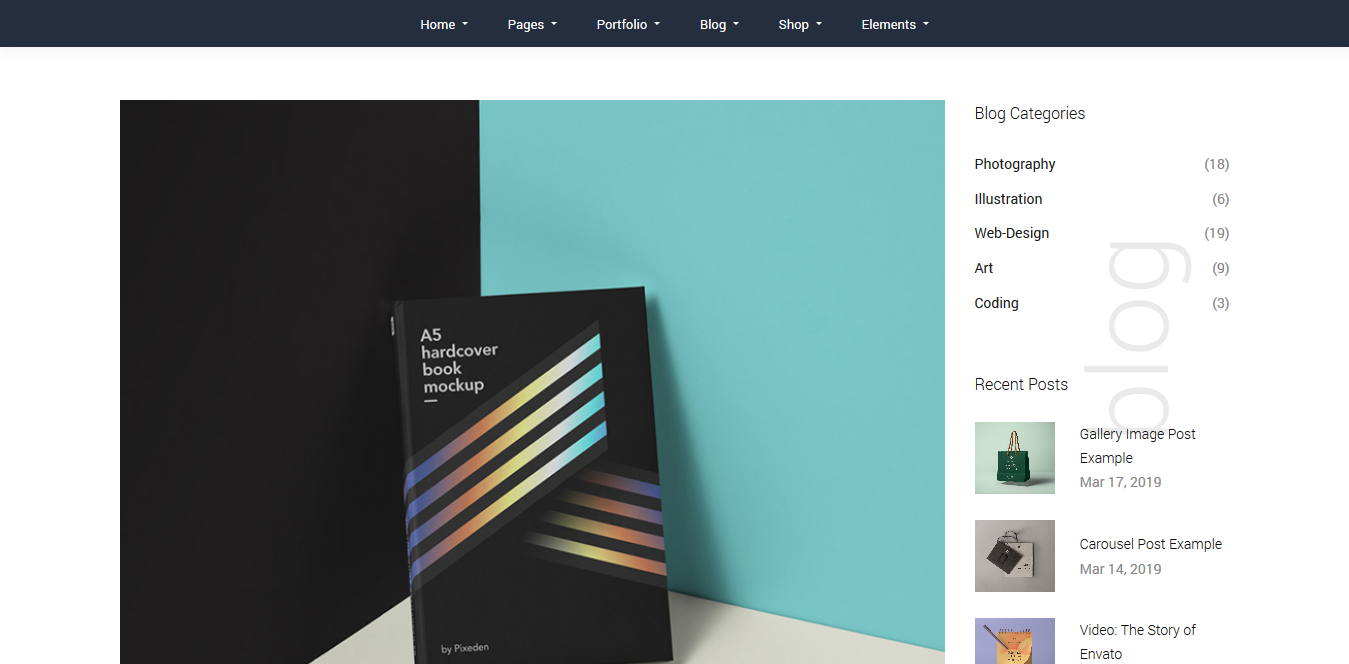 Home
Pages
Portfolio
Blog
Shop
Elements
A5
hardcover
book
mockup
by Pixeden
Blog Categories
Photography (18)
Illustration (6)
Web-Design (19)
Art (9)
Coding (3)
blog
Recent Posts
Gallery Image Post
Example
Mar 17, 2019
Carousel Post Example
Mar 14, 2019
Video: The Story of
Envato